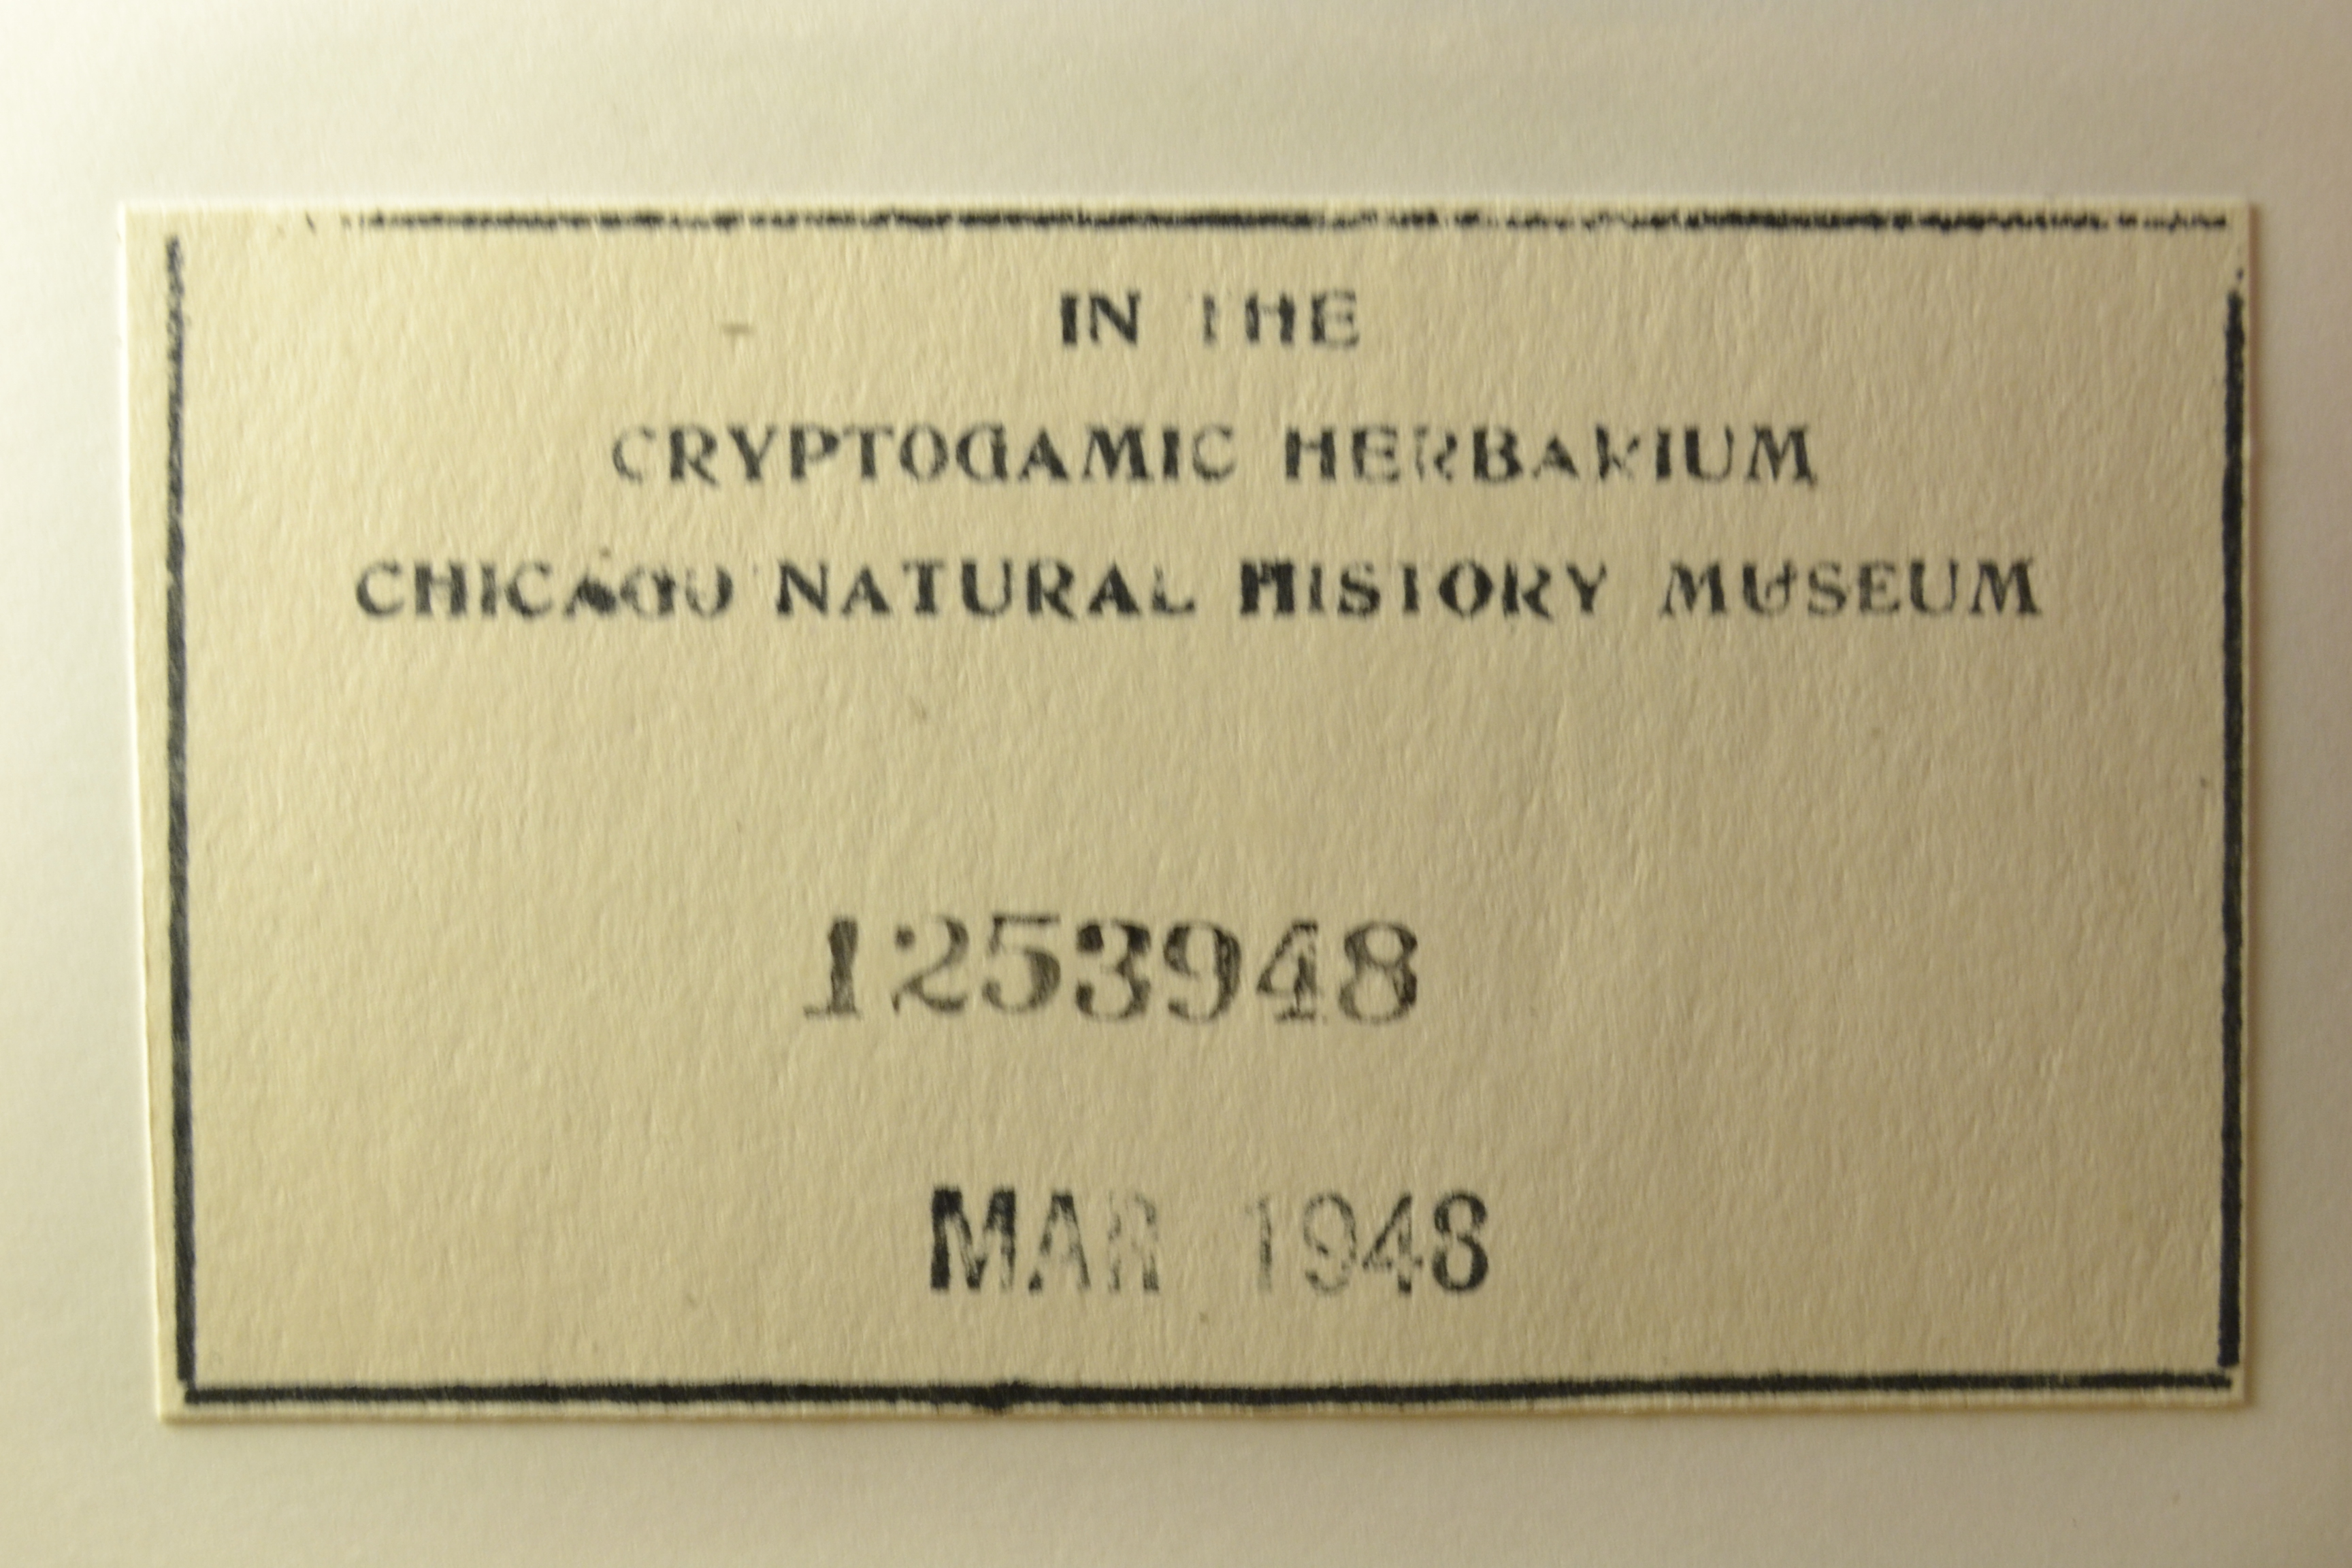 IN THE
CRYPTOGAMIC HERBARIUM
CHICAGO NATURAL HISTORY MUSEUM
1253948
MAR 1948